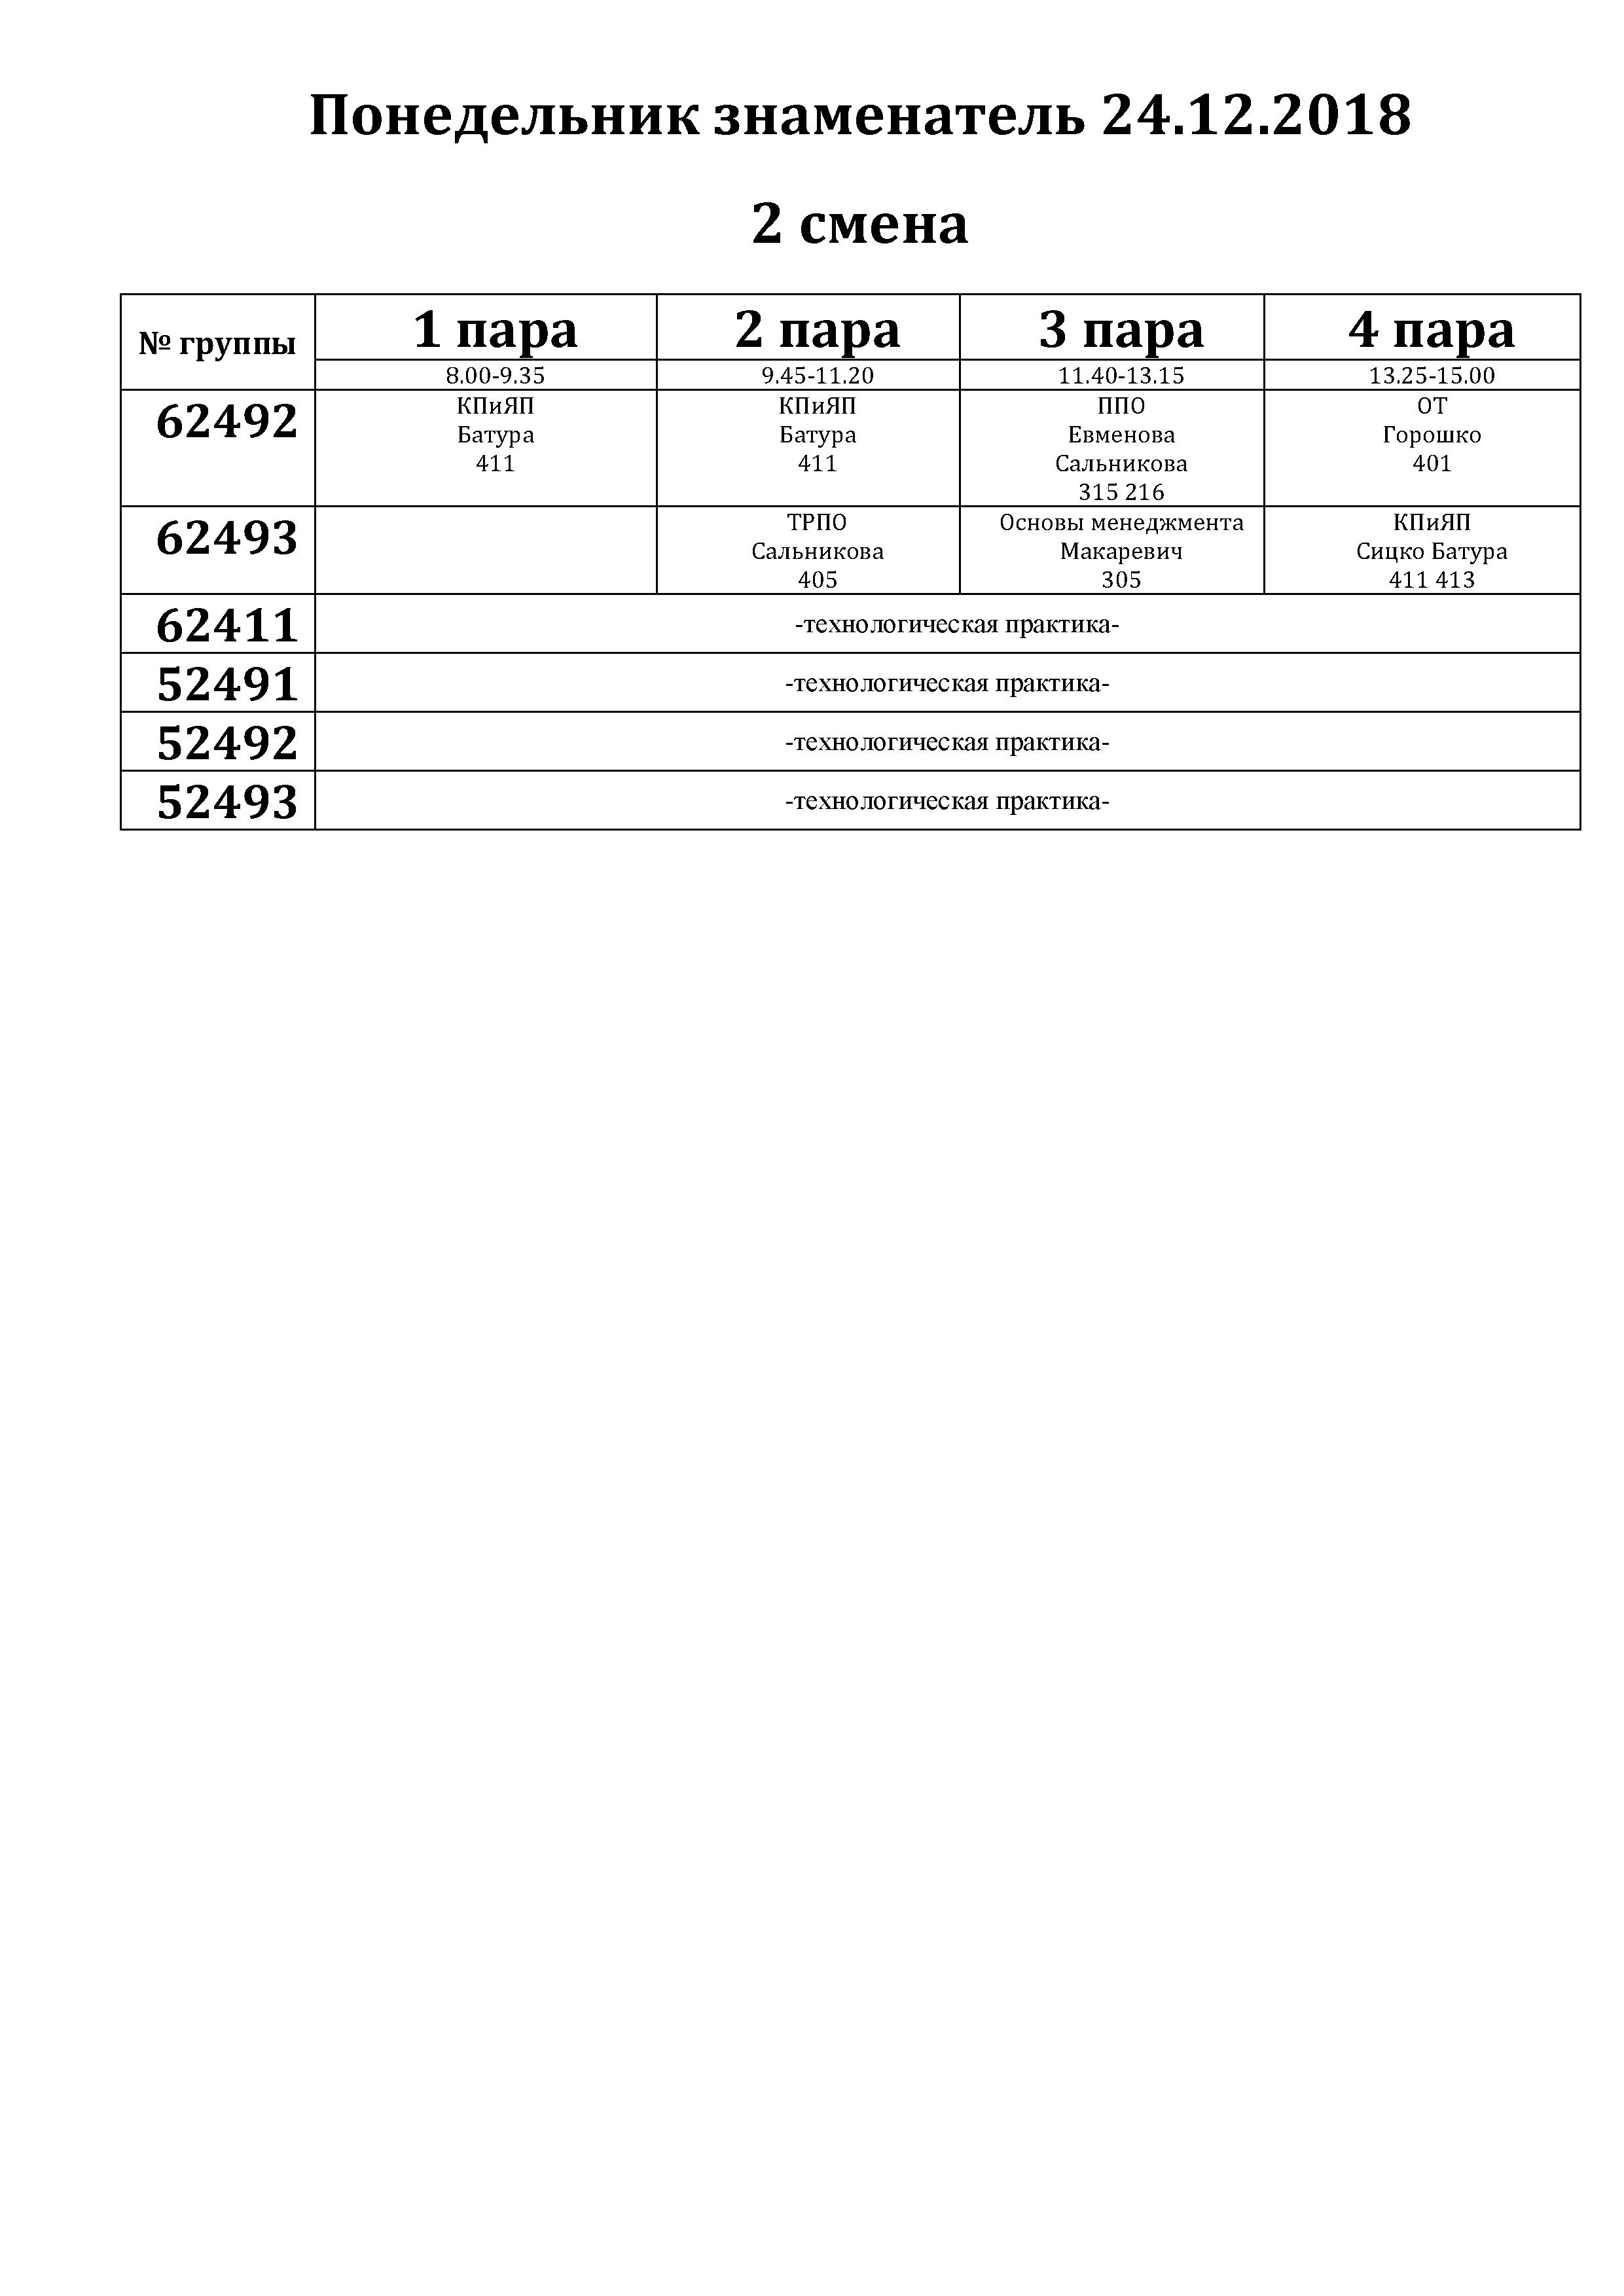 Понедельник знаменатель 24.12.2018
2 смена
№ группы
1 пара
2 пара
3 пара
4 пара
8.00-9.35
9.45-11.20
11.40-13.15
13.25-15.00
62492
КПиЯП
Батура
411
КПиЯП
Батура
411
ППО
Евменова
Сальникова
315 216
ОТ
Горошко
401
62493
ТРПО
Сальникова
405
Основы менеджмента
Макаревич
305
КПиЯП
Сицко Батура
411 413
62411
-технологическая практика-
52491
-технологическая практика-
52492
-технологическая практика-
52493
-технологическая практика-